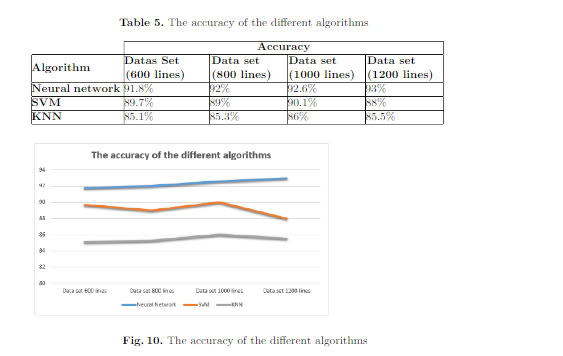 Table 5. The accuracy of the different algorithms
Accuracy
Algorithm
Datas Set Data set Data set Data set
(600 lines) (800 lines) (1000 lines) (1200 lines)
Neural network 91.8% 92% 92.6% 93%
SVM 89.7% 89% 90.1% 88%
KNN 85.1% 85.3% 86% 85.5%
The accuracy of the different algorithms
94
92
90
88
86
84
82
80
Data set 600 lines Data set 800 lines Data set 1000 lines Data set 1200 lines
Neural Network SVM KNN
Fig. 10. The accuracy of the different algorithms